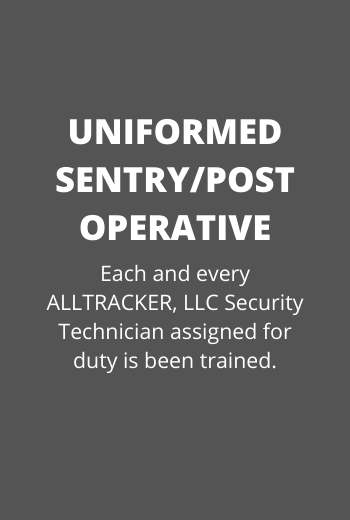 UNIFORMED
SENTRY/POST
OPERATIVE
Each and every
ALLTRACKER, LLC Security
Technician assigned for
duty is been trained.